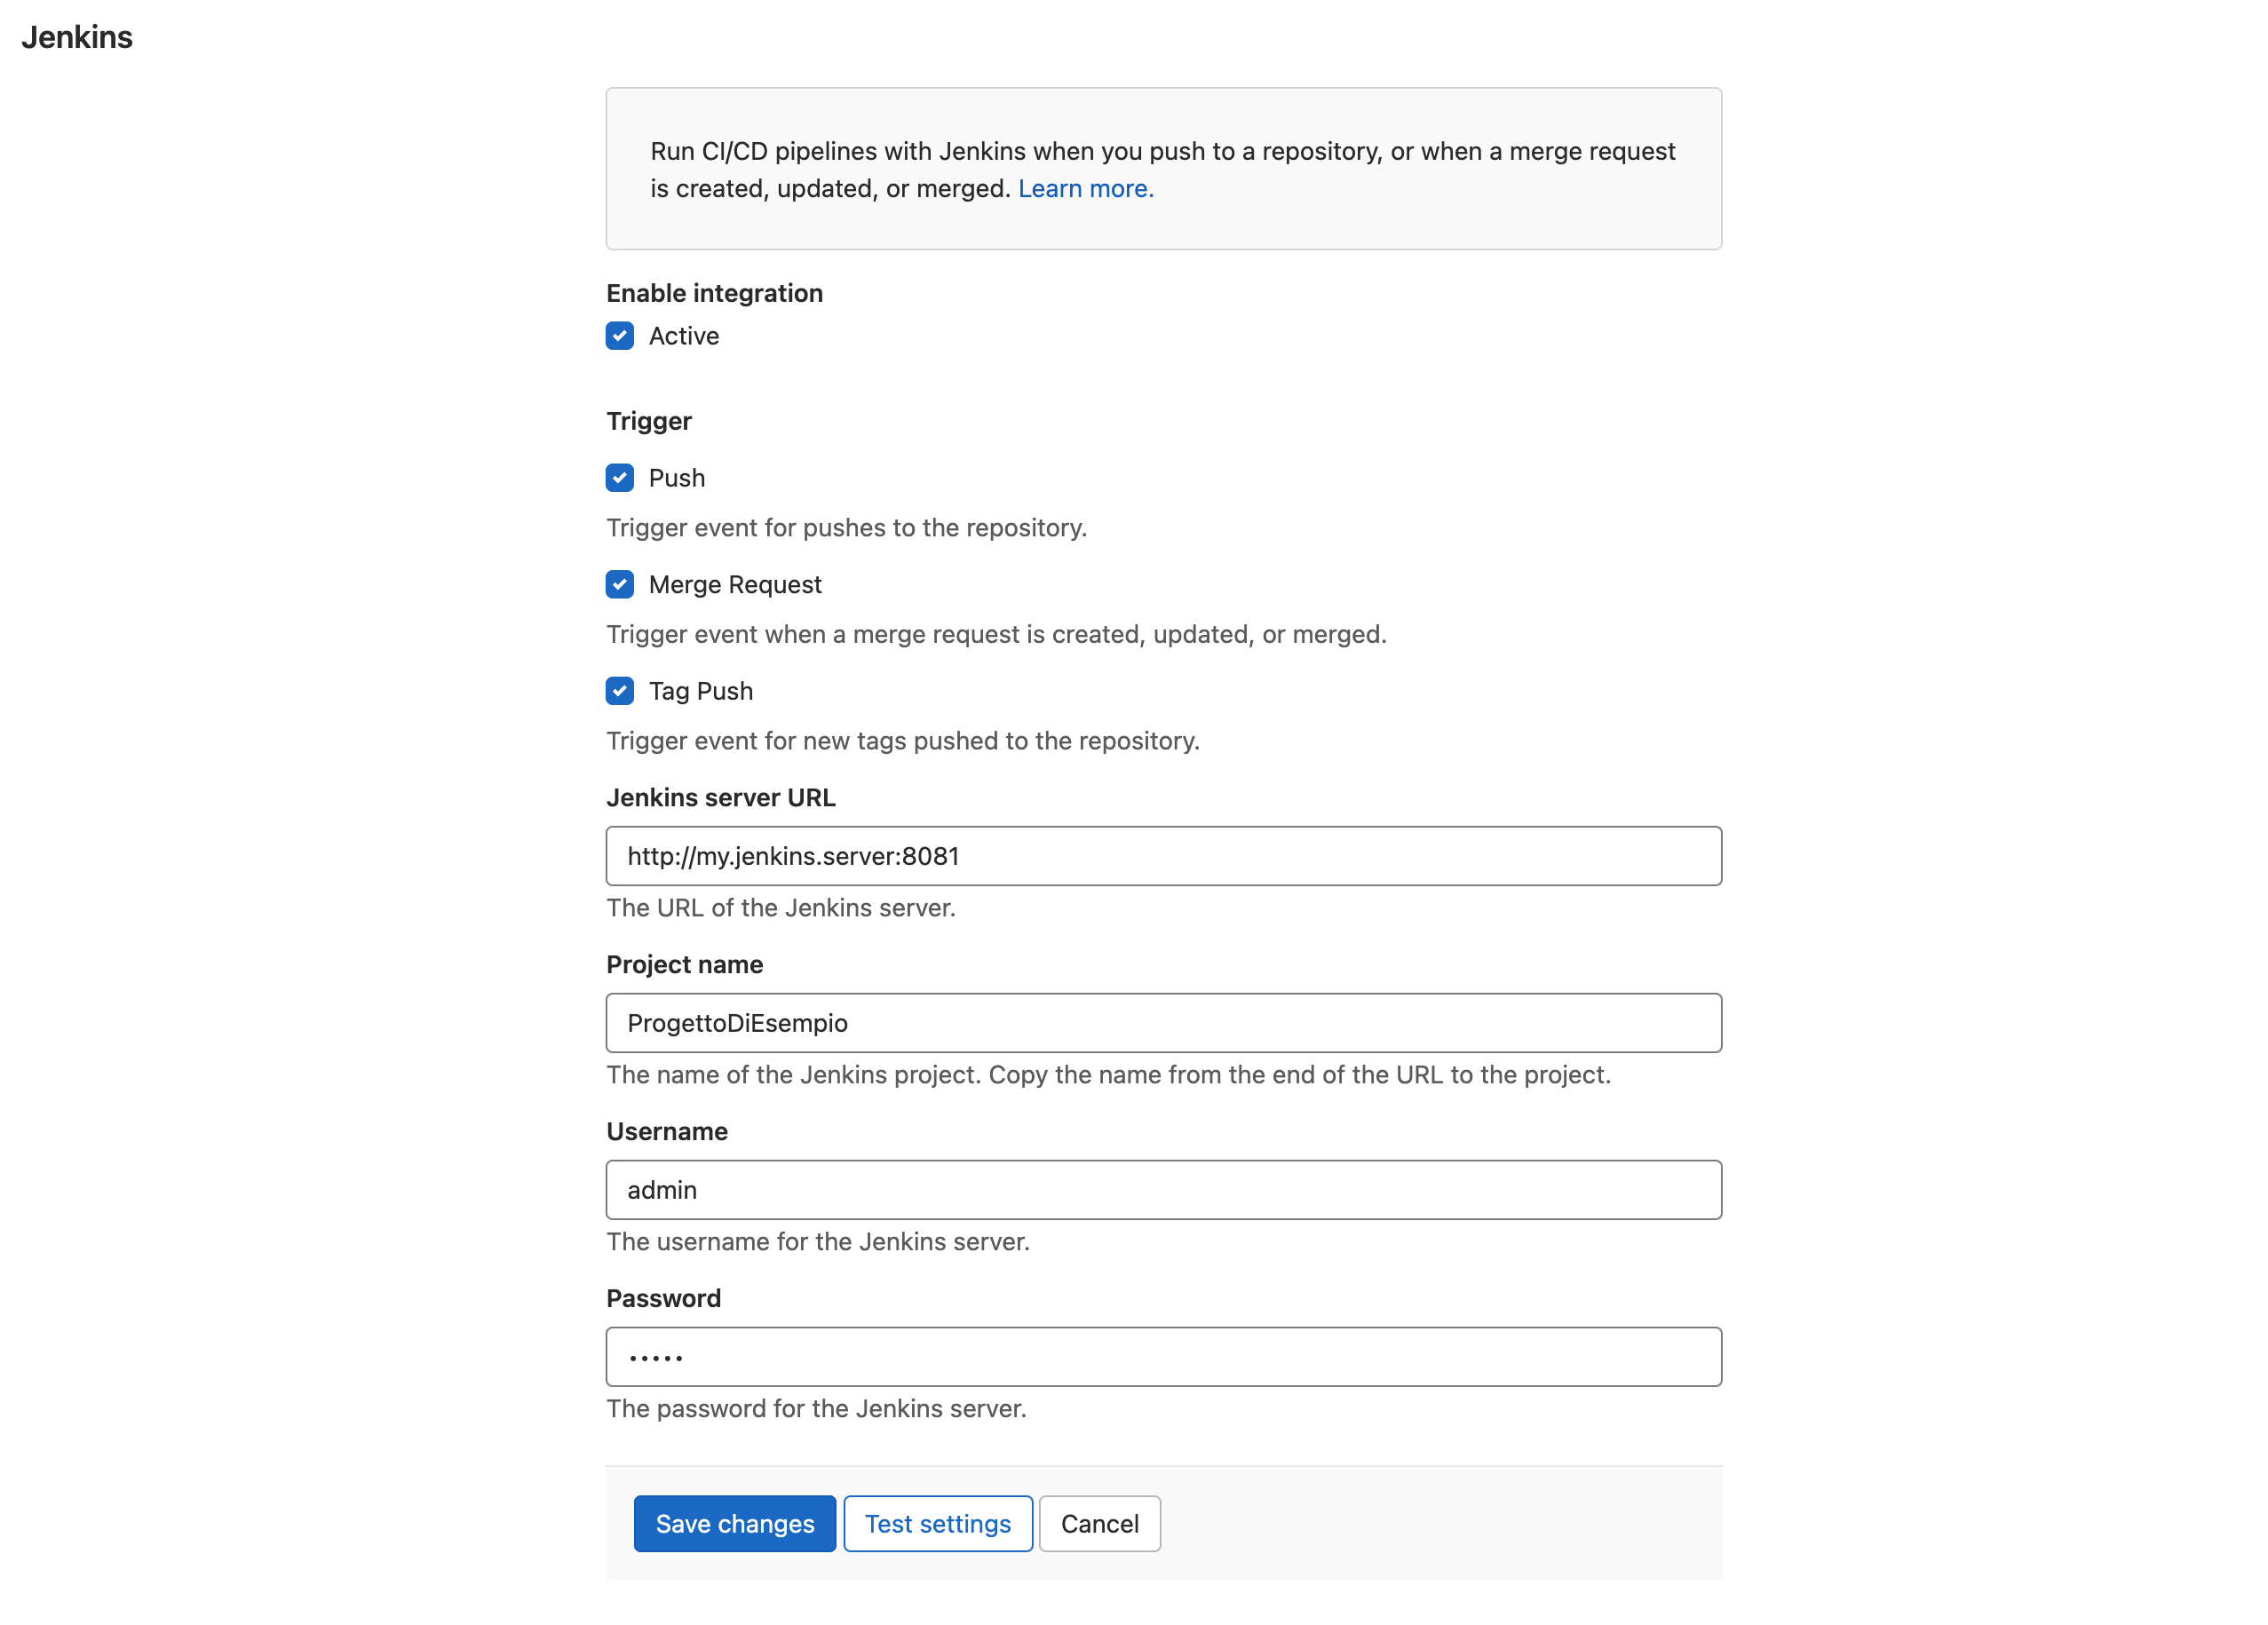 Jenkins
Run CI/CD pipelines with Jenkins when you push to a repository, or when a merge request
is created, updated, or merged. Learn more.
Enable integration
Active
Trigger
Push
Trigger event for pushes to the repository.
Merge Request
Trigger event when a merge request is created, updated, or merged.
Tag Push
Trigger event for new tags pushed to the repository.
Jenkins server URL
http://my.jenkins.server:8081
The URL of the Jenkins server.
Project name
ProgettoDiEsempio
The name of the Jenkins project. Copy the name from the end of the URL to the project.
Username
admin
The username for the Jenkins server.
Password
•••••
The password for the Jenkins server.
Save changes Test settings Cancel